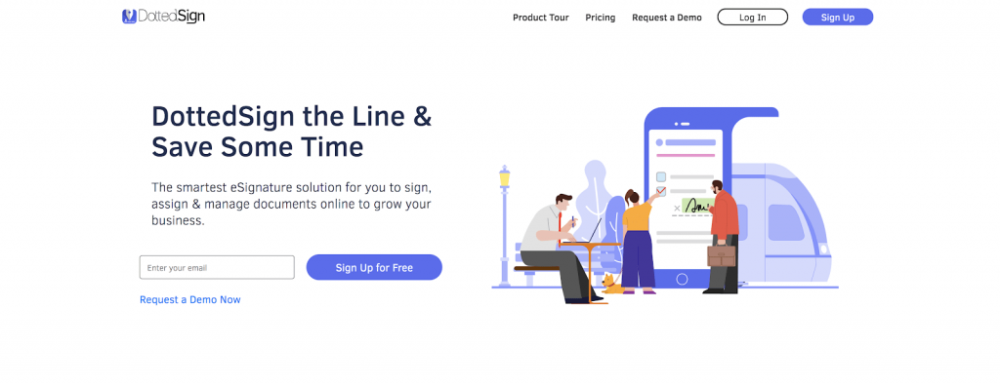 DottedSign
Product Tour
Pricing
Request a Demo
Log In
Sign Up
DottedSign the Line &
Save Some Time
The smartest eSignature solution for you to sign,
assign & manage documents online to grow your
business.
Enter your email
Sign Up for Free
Request a Demo Now